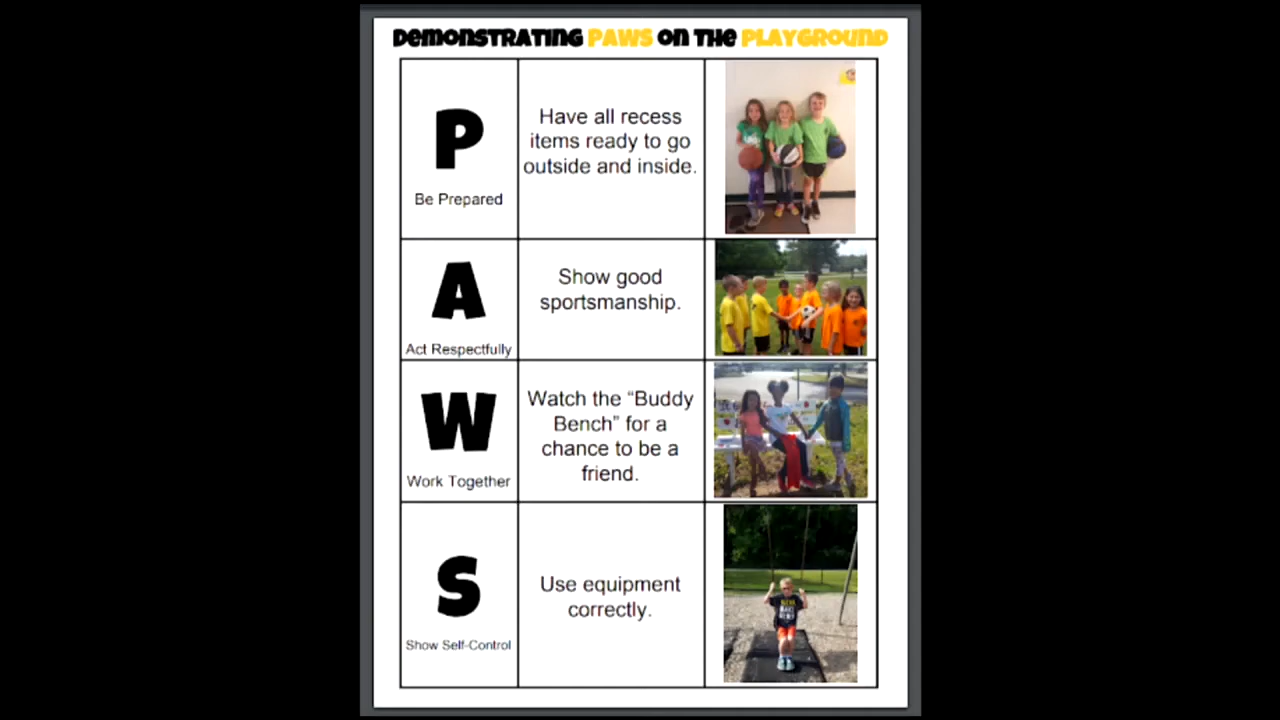 DEMONSTRATING PAWS ON THE PLAYGROUND
P
Be Prepared
Have all recess
items ready to go
outside and inside.
A
Act Respectfully
Show good
sportsmanship.
W
Work Together
Watch the “Buddy
Bench” for a
chance to be a
friend.
S
Show Self-Control
Use equipment
correctly.